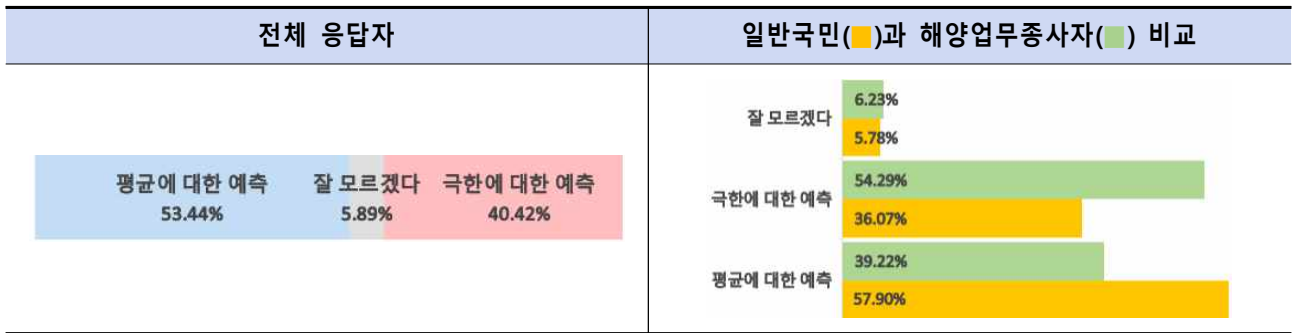 전체 응답자
일반국민( )과 해양업무종사자( ) 비교
평균에 대한 예측 잘 모르겠다 극한에 대한 예측
53.44% 5.89% 40.42%
잘 모르겠다
6.23%
5.78%
극한에 대한 예측
54.29%
36.07%
평균에 대한 예측
39.22%
57.90%